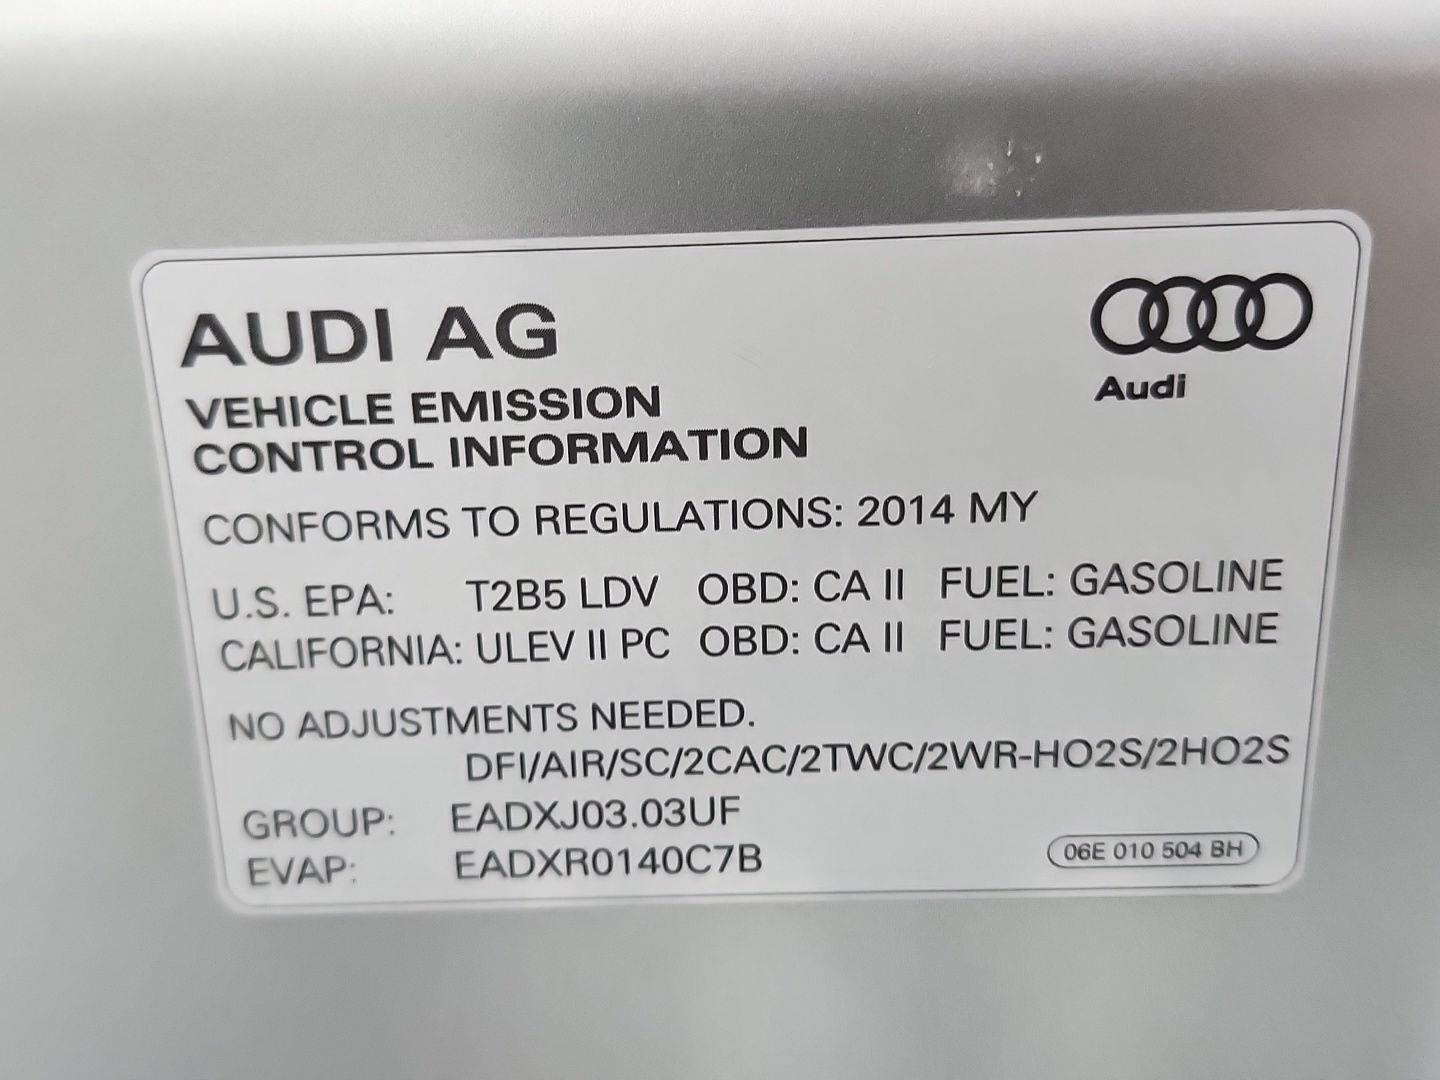 AUDI AG
Audi
VEHICLE EMISSION
CONTROL INFORMATION
CONFORMS TO REGULATIONS: 2014 MY
U.S. EPA: T2B5 LDV OBD: CA II FUEL: GASOLINE
CALIFORNIA: ULEV II PC OBD: CA II FUEL: GASOLINE
NO ADJUSTMENTS NEEDED.
DFI/AIR/SC/2CAC/2TWC/2WR-HO2S/2HO2S
GROUP: EADXJ03.03UF
EVAP: EADXR0140C7B
06E 010 504 BH